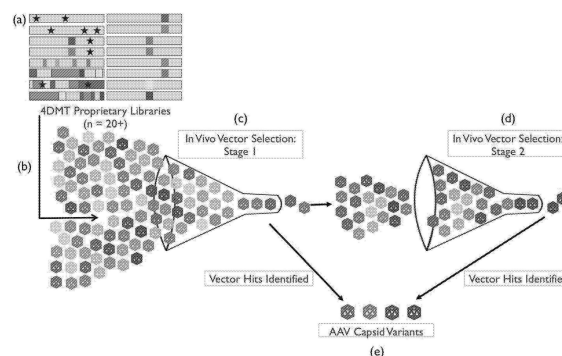 (a)
4DMT Proprietary Libraries
(n = 20+)
(b)
(c)
In Vivo Vector Selection:
Stage 1
(d)
In Vivo Vector Selection:
Stage 2
Vector Hits Identified
Vector Hits Identifie
AAV Capsid Variants
(e)